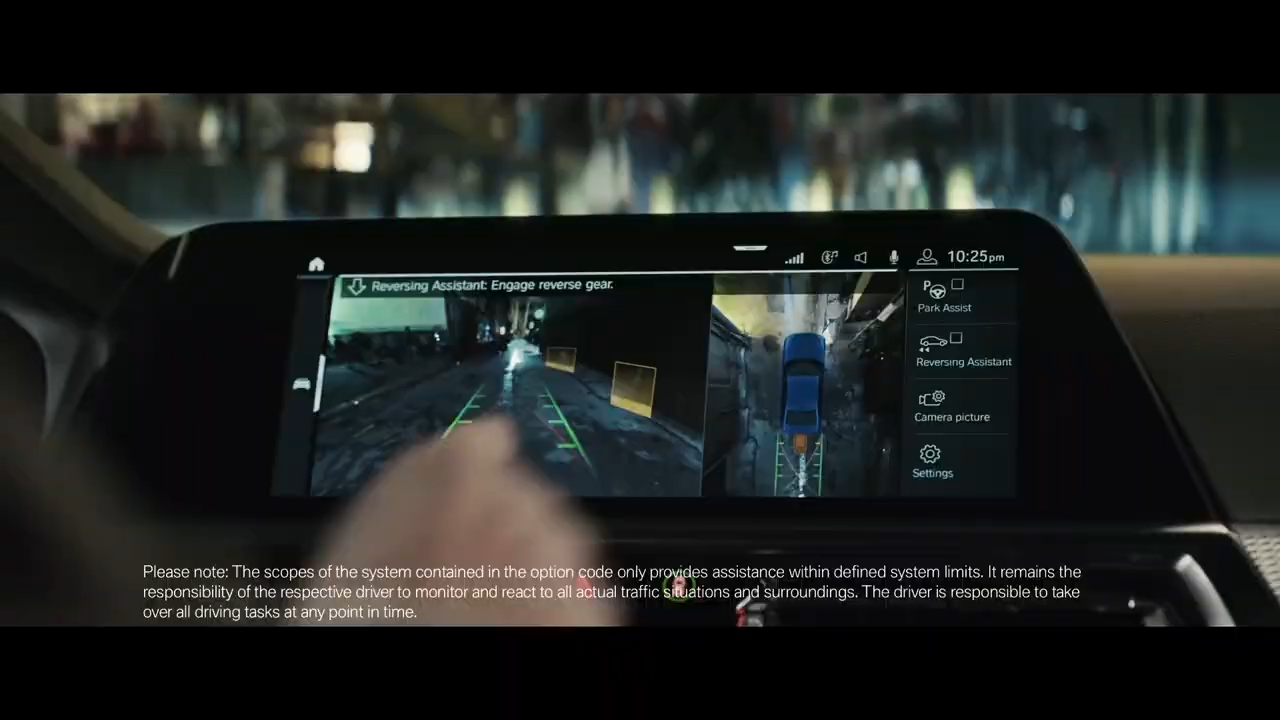 10:25pm
Reversing Assistant: Engage reverse gear.
P
Park Assist
Reversing Assistant
Camera picture
Settings
Please note: The scopes of the system contained in the option code only provides assistance within defined system limits. It remains the
responsibility of the respective driver to monitor and react to all actual traffic situations and surroundings. The driver is responsible to take
over all driving tasks at any point in time.